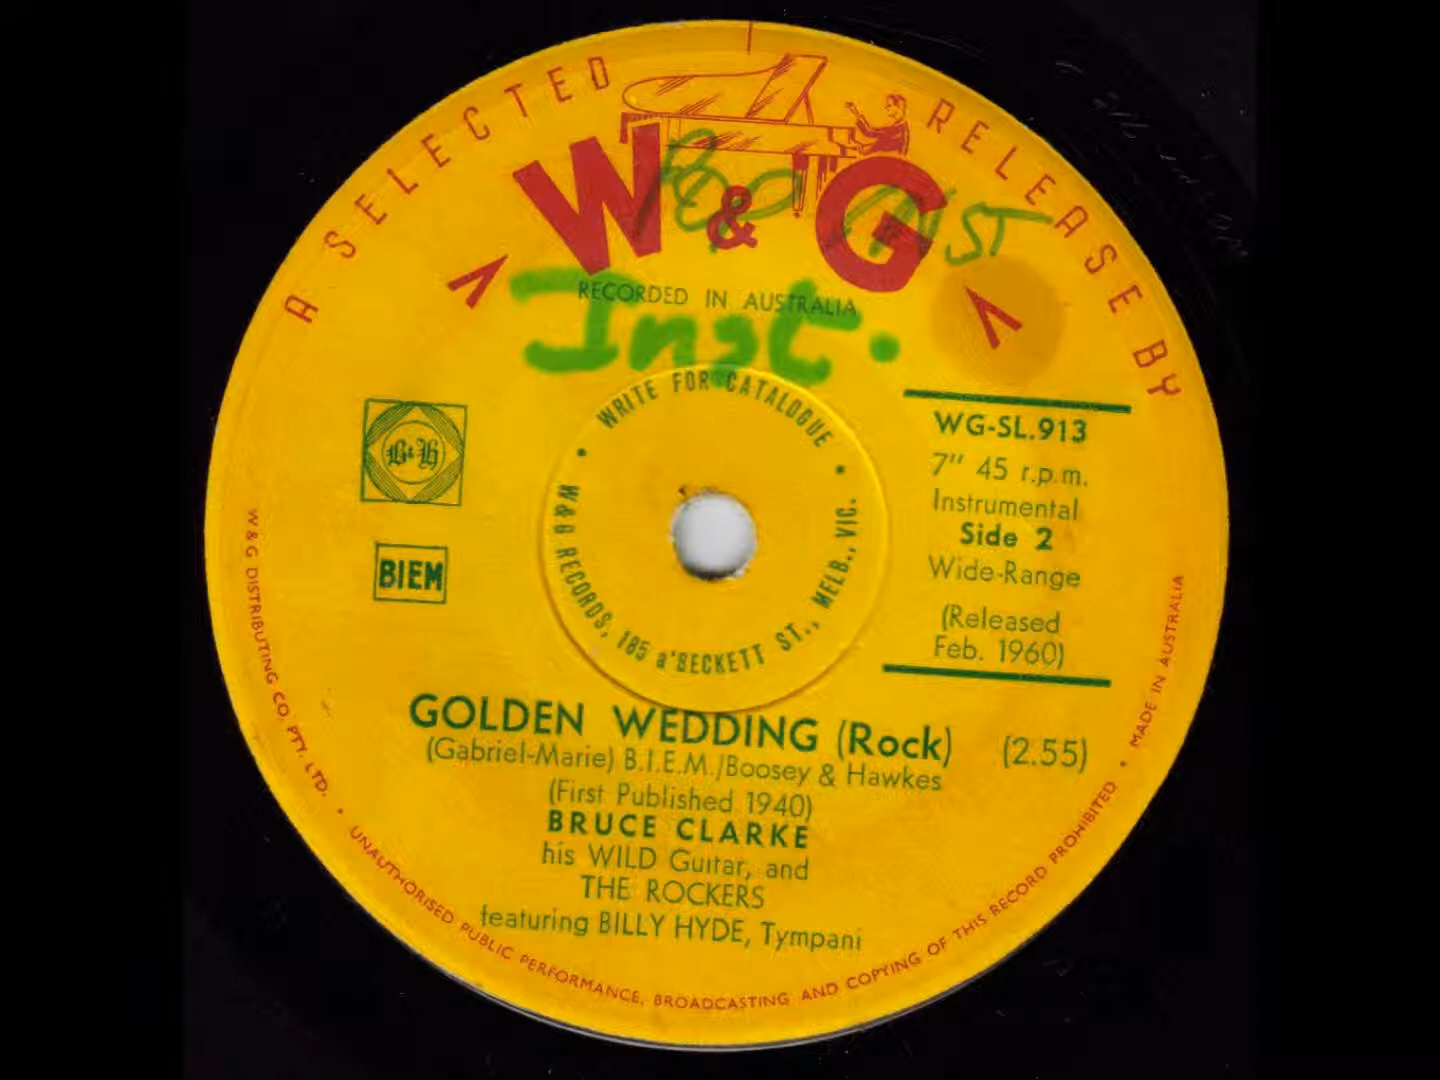 A SELECTED RELEASE BY
W & G
RECORDED IN AUSTRALIA
Inst.
WRITE FOR CATALOGUE
• W&G RECORDS, 185 a'BECKETT ST., MELB., VIC. •
B&H
BIEM
WG-SL.913
7" 45 r.p.m.
Instrumental
Side 2
Wide-Range
(Released
Feb. 1960)
GOLDEN WEDDING (Rock) (2.55)
(Gabriel-Marie) B.I.E.M./Boosey & Hawkes
(First Published 1940)
BRUCE CLARKE
his WILD Guitar, and
THE ROCKERS
featuring BILLY HYDE, Tympani
W & G DISTRIBUTING CO. PTY. LTD. • UNAUTHORISED PUBLIC PERFORMANCE, BROADCASTING AND COPYING OF THIS RECORD PROHIBITED • MADE IN AUSTRALIA